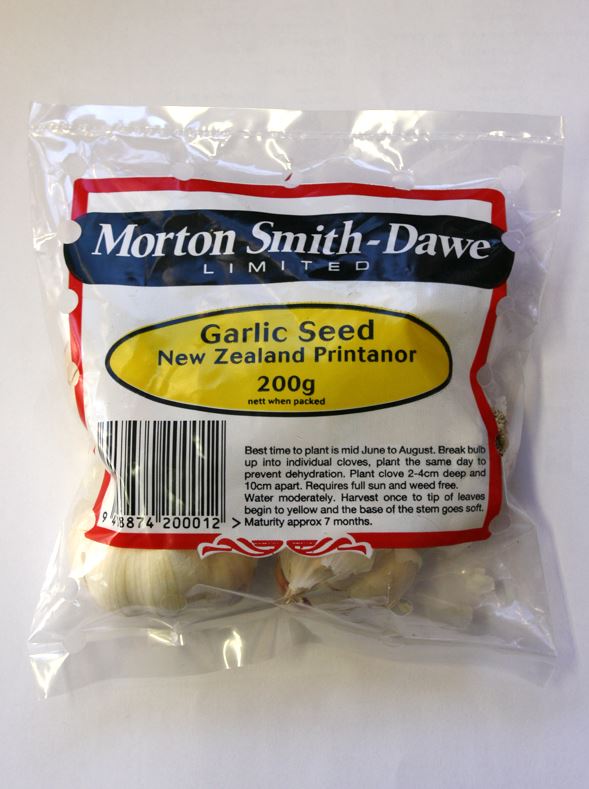 Morton Smith-Dawe
LIMITED
Garlic Seed
New Zealand Printanor
200g
nett when packed
Best time to plant is mid June to August. Break bulb
up into individual cloves, plant the same day to
prevent dehydration. Plant clove 2-4cm deep and
10cm apart. Requires full sun and weed free.
Water moderately. Harvest once to tip of leaves
begin to yellow and the base of the stem goes soft.
Maturity approx 7 months.
200012 >